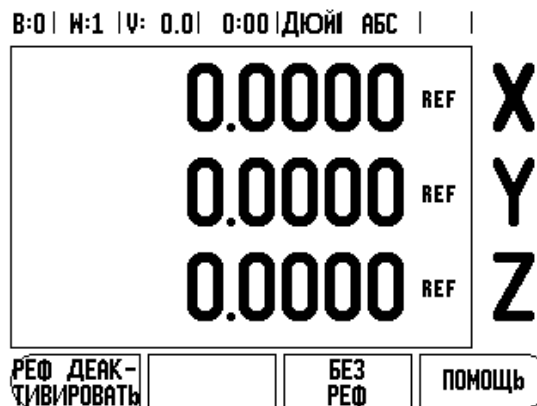 B:0| W:1 |V: 0.0| 0:00 |ДЮЙМ АБС | |
0.0000 REF X
0.0000 REF Y
0.0000 REF Z
РЕФ ДЕАК-
ТИВИРОВАТЬ
БЕЗ
РЕФ
ПОМОЩЬ